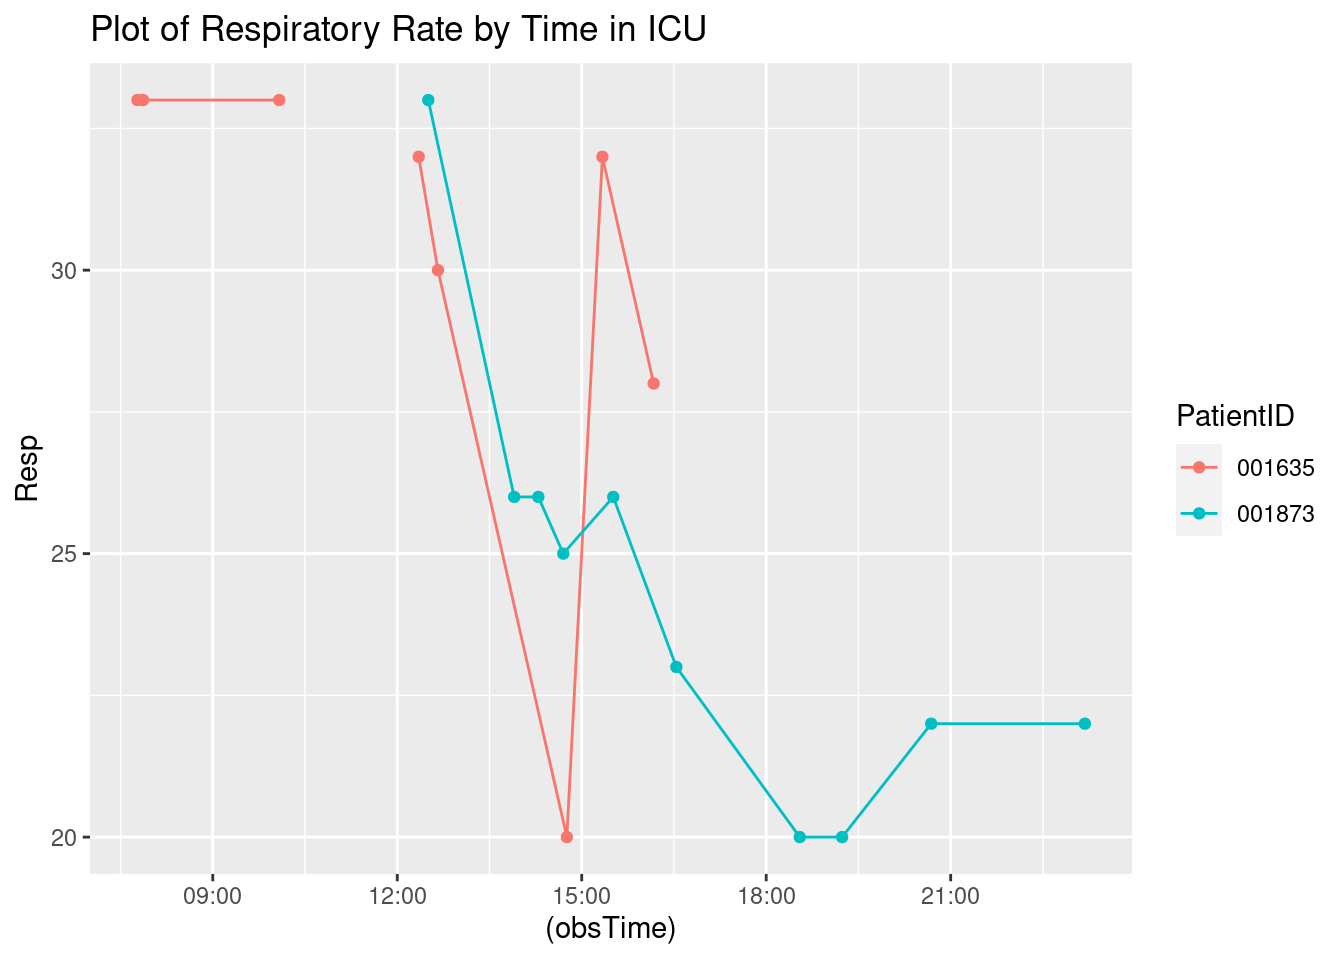 Plot of Respiratory Rate by Time in ICU
Resp
30
25
20
09:00 12:00 15:00 18:00 21:00
(obsTime)
PatientID
001635
001873